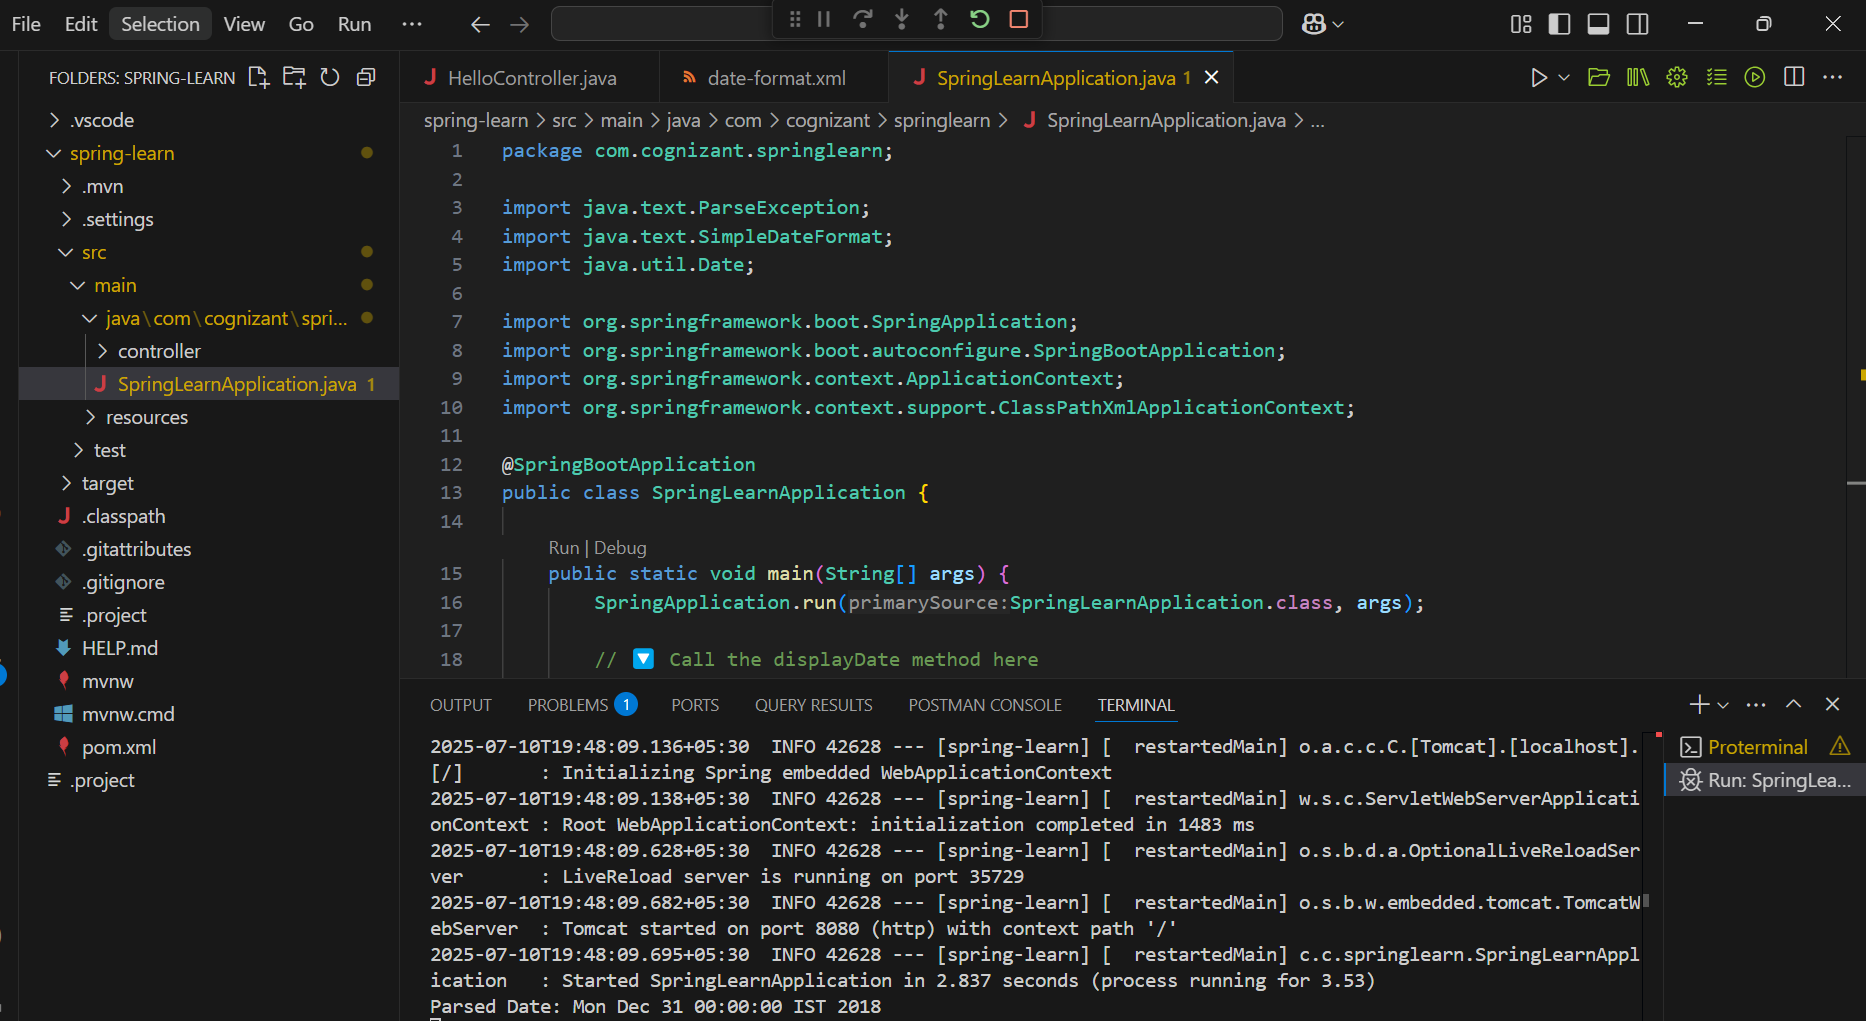 File Edit Selection View Go Run ...
FOLDERS: SPRING-LEARN
.vscode
spring-learn
.mvn
.settings
src
main
java\com\cognizant\spri...
controller
SpringLearnApplication.java 1
resources
test
target
.classpath
.gitattributes
.gitignore
.project
HELP.md
mvnw
mvnw.cmd
pom.xml
.project
HelloController.java
date-format.xml
SpringLearnApplication.java 1
spring-learn > src > main > java > com > cognizant > springlearn > SpringLearnApplication.java > ...
1 package com.cognizant.springlearn;
2
3 import java.text.ParseException;
4 import java.text.SimpleDateFormat;
5 import java.util.Date;
6
7 import org.springframework.boot.SpringApplication;
8 import org.springframework.boot.autoconfigure.SpringBootApplication;
9 import org.springframework.context.ApplicationContext;
10 import org.springframework.context.support.ClassPathXmlApplicationContext;
11
12 @SpringBootApplication
13 public class SpringLearnApplication {
14
Run | Debug
15 public static void main(String[] args) {
16 SpringApplication.run(primarySource:SpringLearnApplication.class, args);
17
18 // 🔽 Call the displayDate method here
OUTPUT PROBLEMS 1 PORTS QUERY RESULTS POSTMAN CONSOLE TERMINAL
2025-07-10T19:48:09.136+05:30  INFO 42628 --- [spring-learn] [  restartedMain] o.a.c.c.C.[Tomcat].[localhost].
[/]       : Initializing Spring embedded WebApplicationContext
2025-07-10T19:48:09.138+05:30  INFO 42628 --- [spring-learn] [  restartedMain] w.s.c.ServletWebServerApplicati
onContext : Root WebApplicationContext: initialization completed in 1483 ms
2025-07-10T19:48:09.628+05:30  INFO 42628 --- [spring-learn] [  restartedMain] o.s.b.d.a.OptionalLiveReloadSer
ver       : LiveReload server is running on port 35729
2025-07-10T19:48:09.682+05:30  INFO 42628 --- [spring-learn] [  restartedMain] o.s.b.w.embedded.tomcat.TomcatW
ebServer  : Tomcat started on port 8080 (http) with context path '/'
2025-07-10T19:48:09.695+05:30  INFO 42628 --- [spring-learn] [  restartedMain] c.c.springlearn.SpringLearnAppl
ication   : Started SpringLearnApplication in 2.837 seconds (process running for 3.53)
Parsed Date: Mon Dec 31 00:00:00 IST 2018
Proterminal
Run: SpringLea...